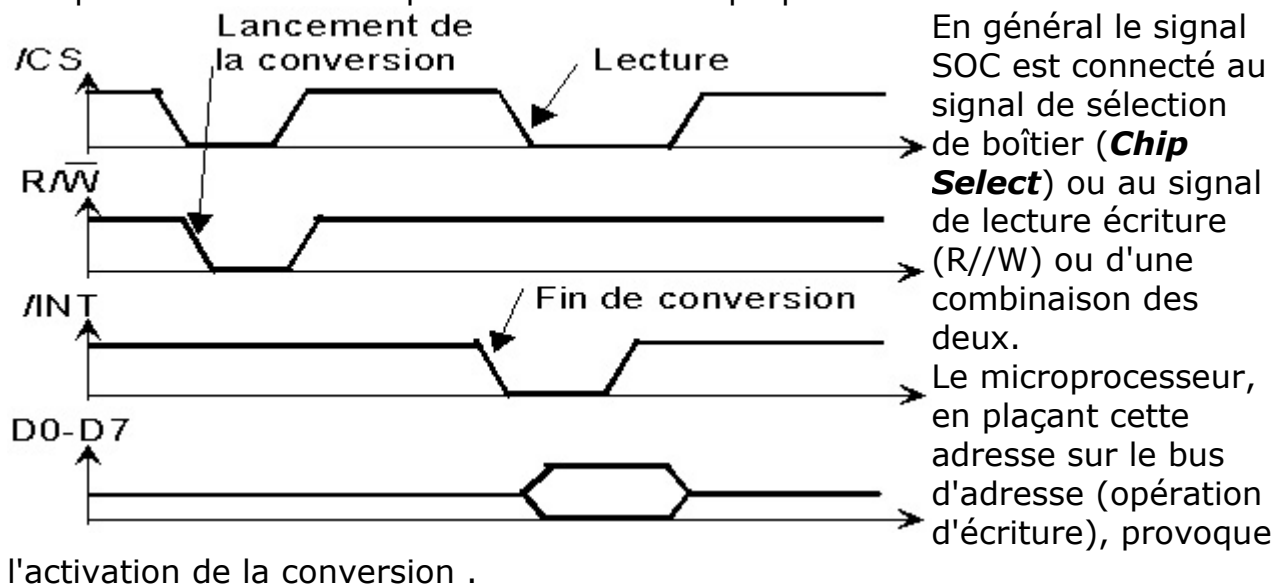 Lancement de
la conversion
/CS
Lecture
R/W̅
/INT
Fin de conversion
D0-D7
En général le signal
SOC est connecté au
signal de sélection
de boîtier (Chip
Select) ou au signal
de lecture écriture
(R//W) ou d'une
combinaison des
deux.
Le microprocesseur,
en plaçant cette
adresse sur le bus
d'adresse (opération
d'écriture), provoque
l'activation de la conversion .